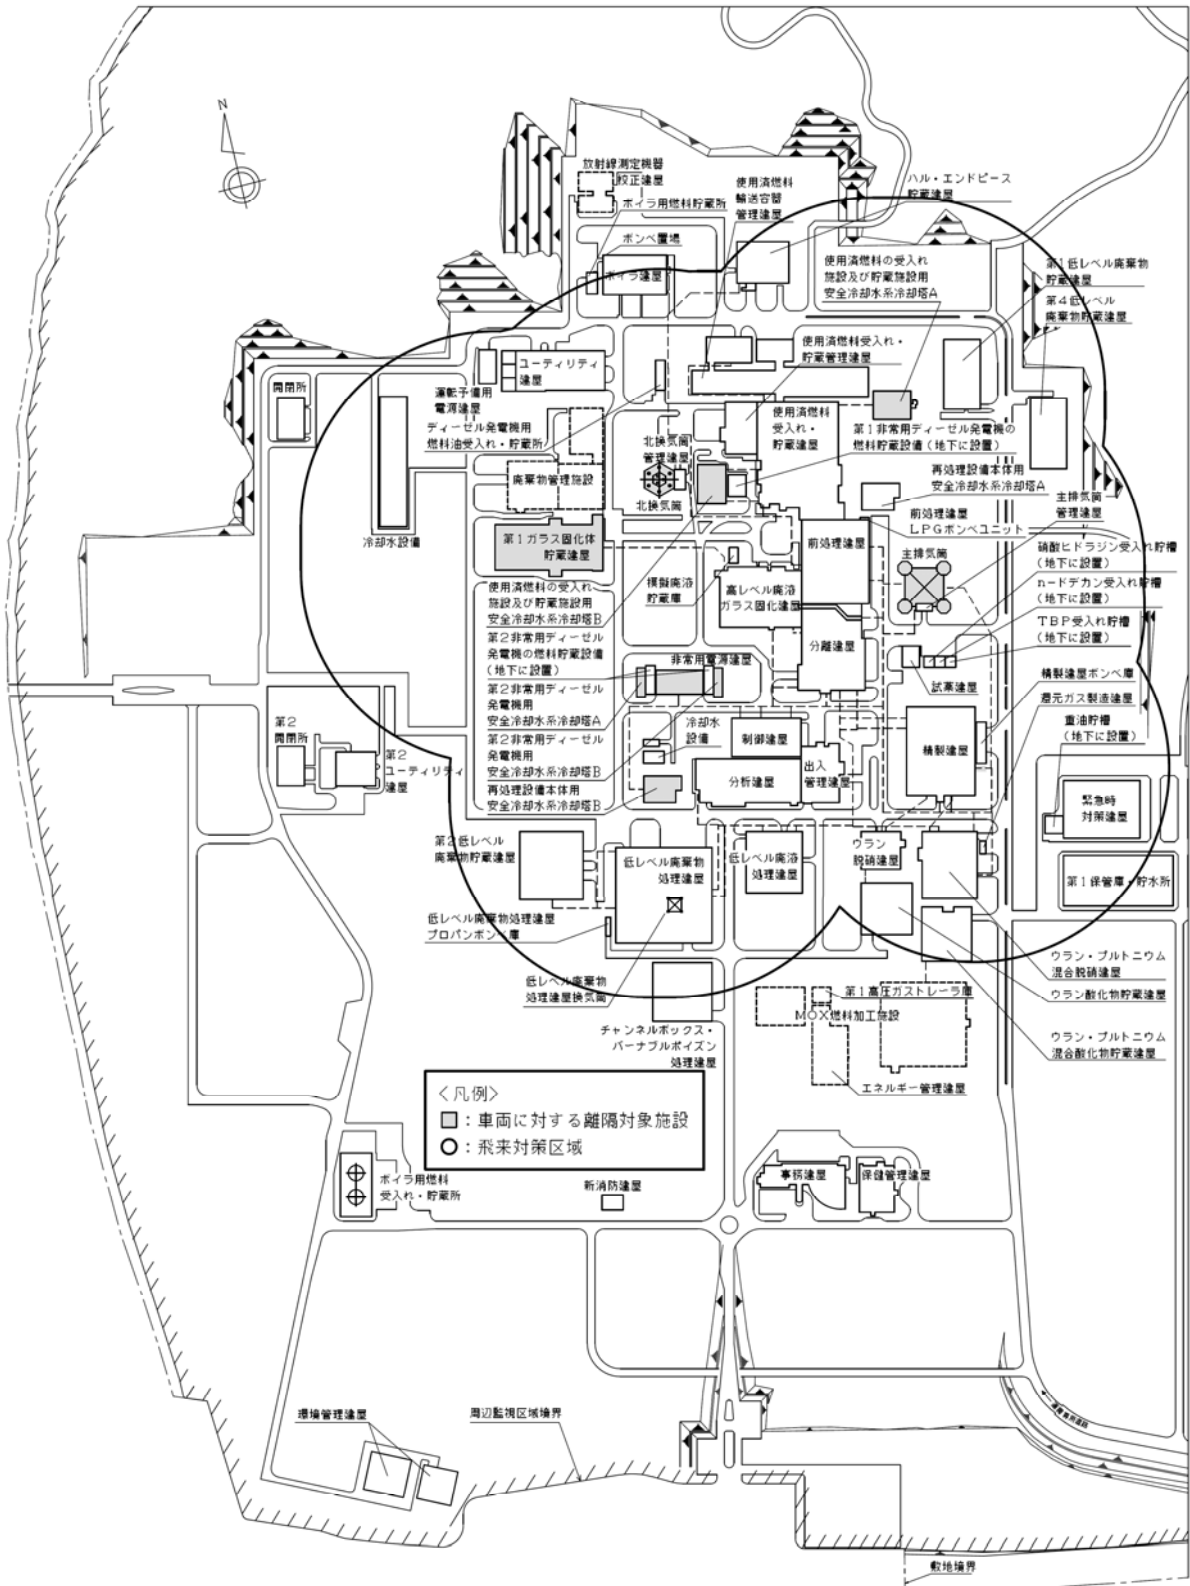 N
放射線測定機器
校正建屋
ボイラ用燃料貯蔵所
ボンベ置場
ボイラ建屋
使用済燃料
輸送容器
管理建屋
ハル・エンドピース
貯蔵建屋
使用済燃料の受入れ
施設及び貯蔵施設用
安全冷却水系冷却塔A
第1低レベル廃棄物
貯蔵建屋
第4低レベル
廃棄物貯蔵建屋
使用済燃料受入れ・
貯蔵管理建屋
ユーティリティ
建屋
開閉所
運転予備用
電源建屋
ディーゼル発電機用
燃料油受入れ・貯蔵所
北換気筒
管理建屋
使用済燃料
受入れ・
貯蔵建屋
第1非常用ディーゼル発電機の
燃料貯蔵設備（地下に設置）
再処理設備本体用
安全冷却水系冷却塔A
廃棄物管理施設
北換気筒
主排気筒
管理建屋
前処理建屋
LPGボンベユニット
冷却水設備
第1ガラス固化体
貯蔵建屋
前処理建屋
主排気筒
硝酸ヒドラジン受入れ貯槽
（地下に設置）
n－ドデカン受入れ貯槽
（地下に設置）
TBP受入れ貯槽
（地下に設置）
模擬廃液
貯蔵庫
高レベル廃液
ガラス固化建屋
使用済燃料の受入れ
施設及び貯蔵施設用
安全冷却水系冷却塔B
第2非常用ディーゼル
発電機の燃料貯蔵設備
（地下に設置）
分離建屋
非常用電源建屋
試薬建屋
精製建屋ボンベ庫
還元ガス製造建屋
重油貯槽
（地下に設置）
第2非常用ディーゼル
発電機用
安全冷却水系冷却塔A
第2非常用ディーゼル
発電機用
安全冷却水系冷却塔B
再処理設備本体用
安全冷却水系冷却塔B
冷却水
設備
制御建屋
分析建屋
出入
管理建屋
精製建屋
第2
開閉所
第2
ユーティリティ
建屋
緊急時
対策建屋
第2低レベル
廃棄物貯蔵建屋
低レベル廃棄物
処理建屋
低レベル廃液
処理建屋
ウラン
脱硝建屋
第1保管庫・貯水所
低レベル廃棄物処理建屋
プロパンボンベ庫
低レベル廃棄物
処理建屋換気筒
ウラン・プルトニウム
混合脱硝建屋
ウラン酸化物貯蔵建屋
ウラン・プルトニウム
混合酸化物貯蔵建屋
第1高圧ガストレーラ庫
MOX燃料加工施設
チャンネルボックス・
バーナブルポイズン
処理建屋
エネルギー管理建屋
＜凡例＞
：車両に対する離隔対象施設
：飛来対策区域
ボイラ用燃料
受入れ・貯蔵所
新消防建屋
事務建屋
保健管理建屋
環境管理建屋
周辺監視区域境界
敷地境界